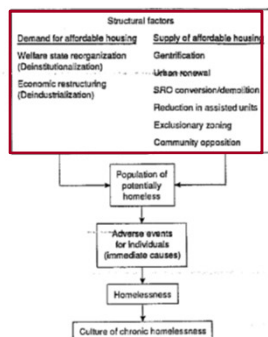 Structural factors
Demand for affordable housing
Welfare state reorganization
(Deinstitutionalization)
Economic restructuring
(Deindustrialization)
Supply of affordable housing
Gentrification
Urban renewal
SRO conversion/demolition
Reduction in assisted units
Exclusionary zoning
Community opposition
Population of
potentially
homeless
Adverse events
for individuals
(immediate causes)
Homelessness
Culture of chronic homelessness